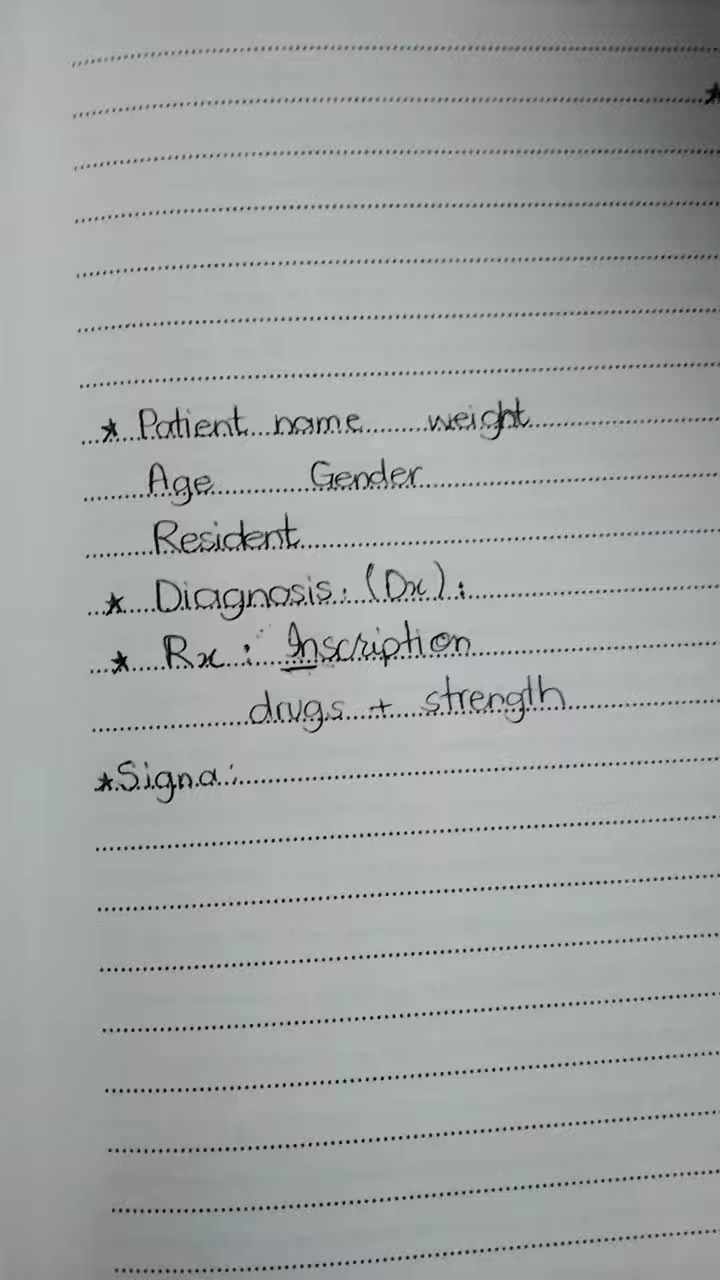 * Patient name weight
Age Gender
Resident
* Diagnosis: (Dx):
* Rx: Inscription
drugs + strength
* Signa: